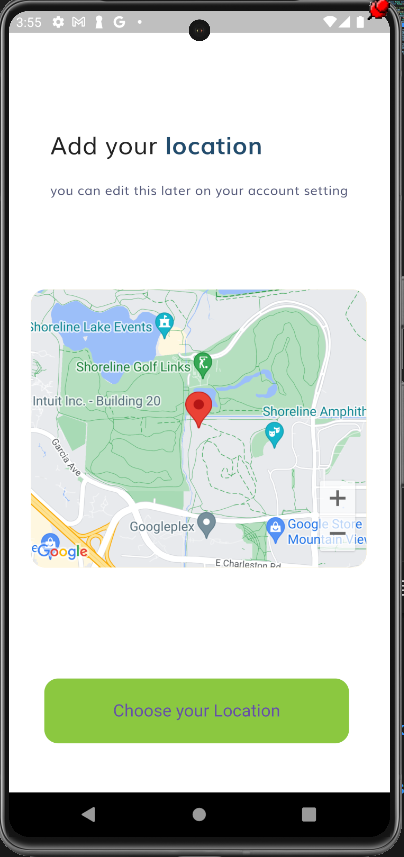 3:55
Add your location
you can edit this later on your account setting
Shoreline Lake Events
Shoreline Golf Links
Intuit Inc. - Building 20
Shoreline Amphith
Garcia Ave
Googleplex
Google Store
Mountain View
Google
E Charleston Rd
+
−
Choose your Location